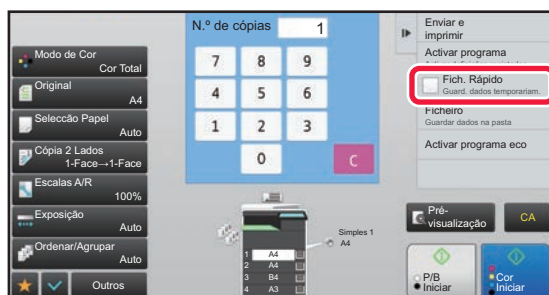 N.º de cópias
1
Modo de Cor
Cor Total
Original
A4
Seleccão Papel
Auto
Cópia 2 Lados
1-Face→1-Face
Escalas A/R
100%
Exposição
Auto
Ordenar/Agrupar
Auto
Outros
7 8 9
4 5 6
1 2 3
0 C
Simples 1
A4
1 A4
2 A4
3 B4
4 A3
Enviar e
imprimir
Activar programa
Fich. Rápido
Guard. dados temporariam.
Ficheiro
Guardar dados na pasta
Activar programa eco
Pré-
visualização
CA
P/B
Iniciar
Cor
Iniciar